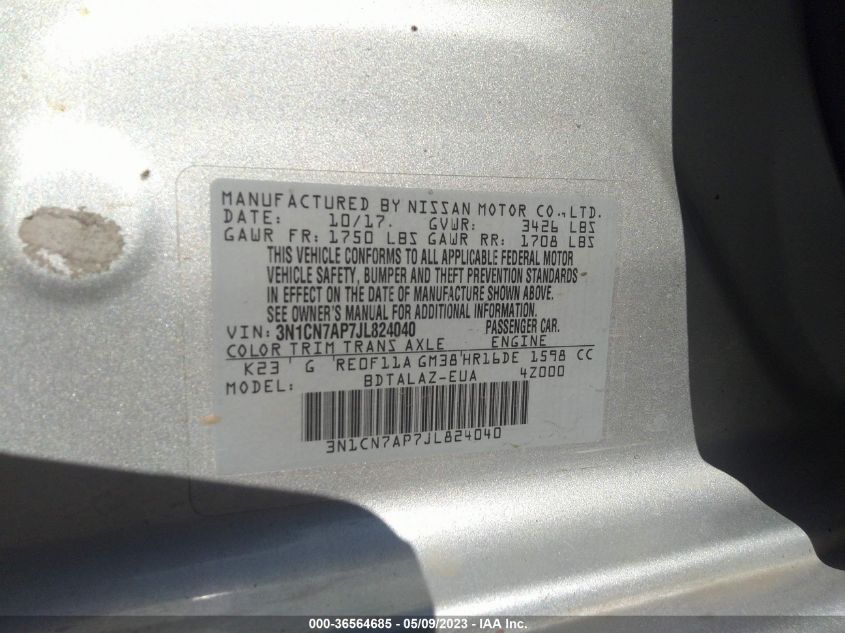 MANUFACTURED BY NISSAN MOTOR CO., LTD.
DATE: 10/17. GVWR: 3426 LBS
GAWR FR: 1750 LBS GAWR RR: 1708 LBS
THIS VEHICLE CONFORMS TO ALL APPLICABLE FEDERAL MOTOR
VEHICLE SAFETY, BUMPER AND THEFT PREVENTION STANDARDS
IN EFFECT ON THE DATE OF MANUFACTURE SHOWN ABOVE.
SEE OWNER'S MANUAL FOR ADDITIONAL INFORMATION.
VIN: 3N1CN7AP7JL824040 PASSENGER CAR.
COLOR TRIM TRANS AXLE ENGINE
K23 G RE0F11A GM38 HR16DE 1598 CC
MODEL: BDTALAZ-EUA 4Z000
3N1CN7AP7JL824040
000-36564685 - 05/09/2023 - IAA Inc.